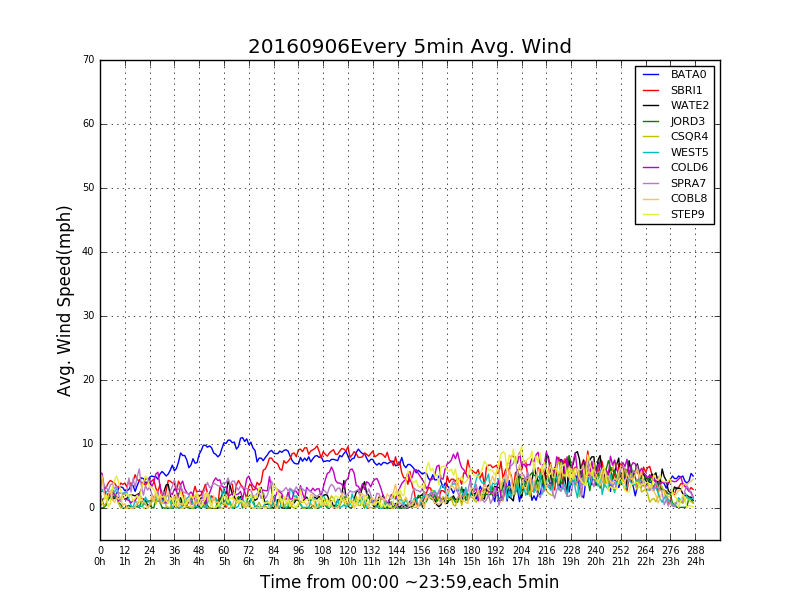 20160906Every 5min Avg. Wind
70
60
50
40
30
20
10
0
Avg. Wind Speed(mph)
BATA0
SBRI1
WATE2
JORD3
CSQR4
WEST5
COLD6
SPRA7
COBL8
STEP9
0 12 24 36 48 60 72 84 96 108 120 132 144 156 168 180 192 204 216 228 240 252 264 276 288
0h 1h 2h 3h 4h 5h 6h 7h 8h 9h 10h 11h 12h 13h 14h 15h 16h 17h 18h 19h 20h 21h 22h 23h 24h
Time from 00:00 ~23:59,each 5min